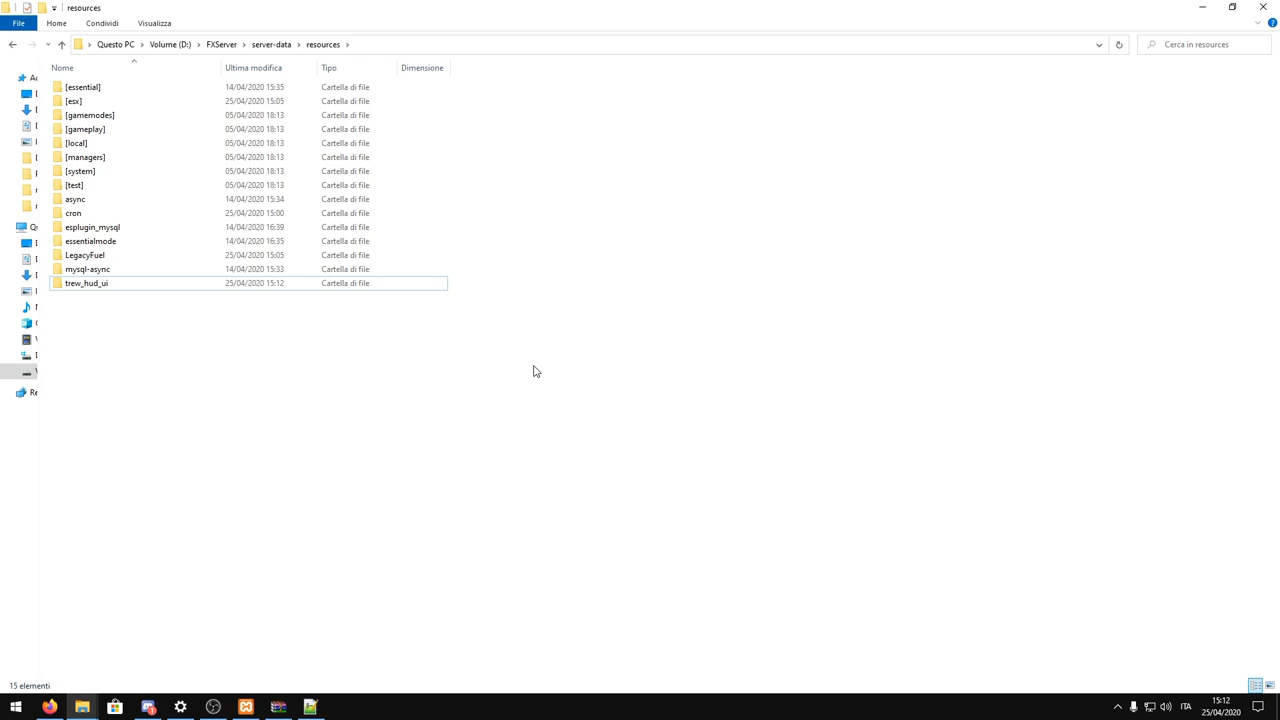 resources
File Home Condividi Visualizza
Questo PC Volume (D:) FXServer server-data resources
Cerca in resources
Nome Ultima modifica Tipo Dimensione
[essential] 14/04/2020 15:35 Cartella di file
[esx] 25/04/2020 15:05 Cartella di file
[gamemodes] 05/04/2020 18:13 Cartella di file
[gameplay] 05/04/2020 18:13 Cartella di file
[local] 05/04/2020 18:13 Cartella di file
[managers] 05/04/2020 18:13 Cartella di file
[system] 05/04/2020 18:13 Cartella di file
[test] 05/04/2020 18:13 Cartella di file
async 14/04/2020 15:34 Cartella di file
cron 25/04/2020 15:00 Cartella di file
esplugin_mysql 14/04/2020 16:39 Cartella di file
essentialmode 14/04/2020 16:35 Cartella di file
LegacyFuel 25/04/2020 15:05 Cartella di file
mysql-async 14/04/2020 15:33 Cartella di file
trew_hud_ui 25/04/2020 15:12 Cartella di file
15 elementi
ITA
15:12
25/04/2020